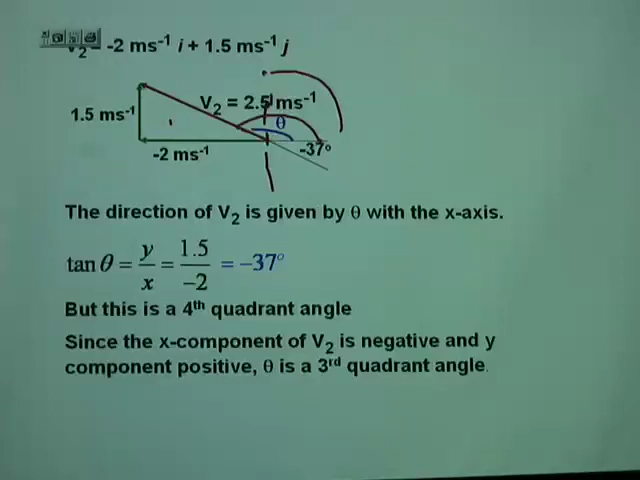 V₂ = -2 ms⁻¹ i + 1.5 ms⁻¹ j
V₂ = 2.5 ms⁻¹
1.5 ms⁻¹
θ
-2 ms⁻¹
-37°
The direction of V₂ is given by θ with the x-axis.
tan θ = y/x = 1.5/-2 = -37°
But this is a 4th quadrant angle
Since the x-component of V₂ is negative and y
component positive, θ is a 3rd quadrant angle.